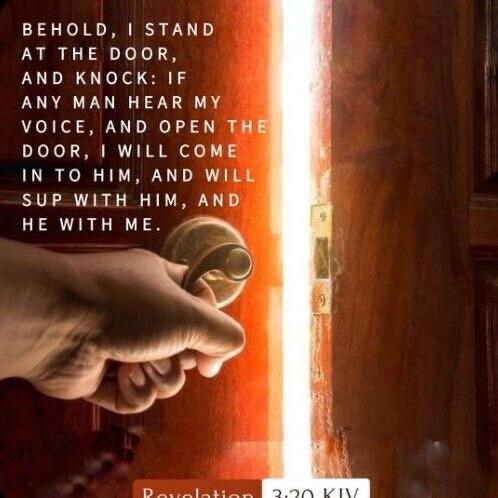 BEHOLD, I STAND
AT THE DOOR,
AND KNOCK: IF
ANY MAN HEAR MY
VOICE, AND OPEN THE
DOOR, I WILL COME
IN TO HIM, AND WILL
SUP WITH HIM, AND
HE WITH ME.
Revelation 3:20 KJV